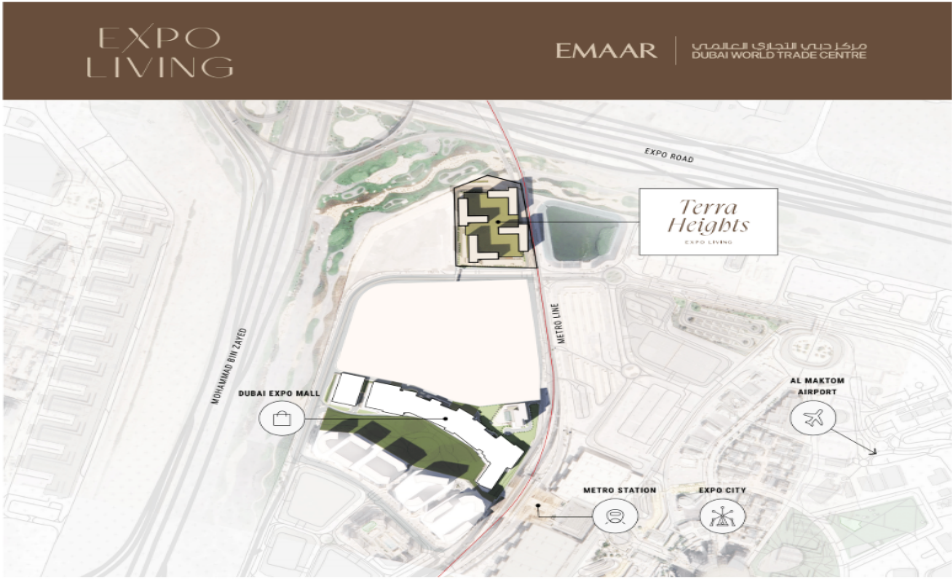 EXPO
LIVING
EMAAR
مركز دبي التجاري العالمي
DUBAI WORLD TRADE CENTRE
EXPO ROAD
Terra
Heights
EXPO LIVING
METRO LINE
MOHAMMAD BIN ZAYED
DUBAI EXPO MALL
AL MAKTOM
AIRPORT
METRO STATION
EXPO CITY